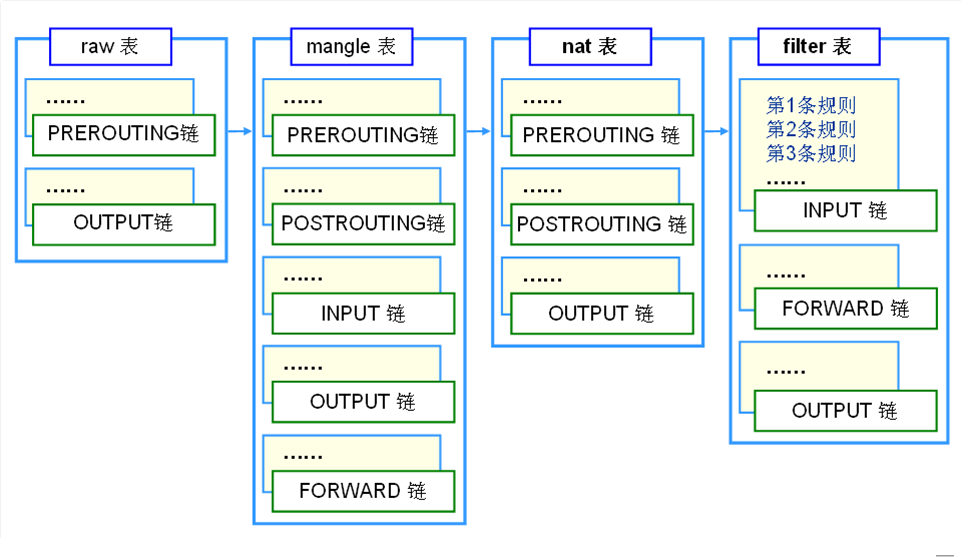 raw 表
……
PREROUTING链
……
OUTPUT链
mangle 表
……
PREROUTING链
……
POSTROUTING链
……
INPUT 链
……
OUTPUT 链
……
FORWARD 链
nat 表
……
PREROUTING 链
……
POSTROUTING 链
……
OUTPUT 链
filter 表
第1条规则
第2条规则
第3条规则
……
INPUT 链
……
FORWARD 链
……
OUTPUT 链